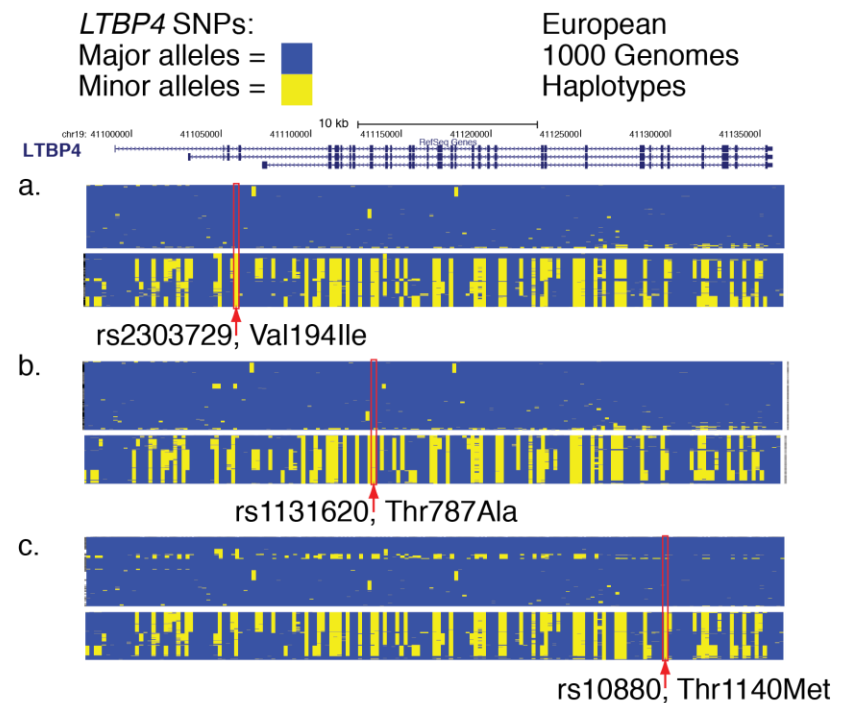 LTBP4 SNPs:
Major alleles =
Minor alleles =
European
1000 Genomes
Haplotypes
10 kb
chr19: 41100000 41105000 41110000 41115000 41120000 41125000 41130000 41135000
RefSeq Genes
LTBP4
a.
rs2303729, Val194Ile
b.
rs1131620, Thr787Ala
c.
rs10880, Thr1140Met